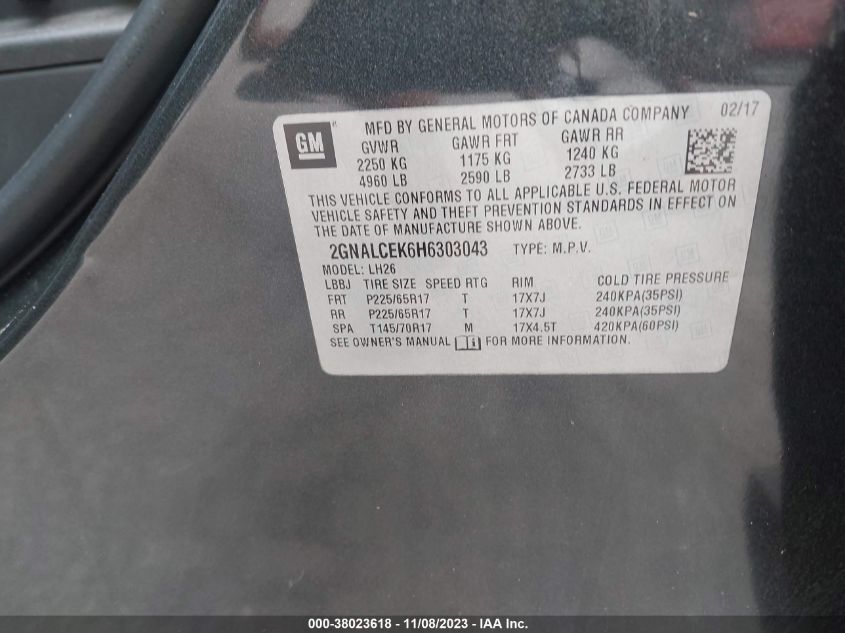 GM ® MFD BY GENERAL MOTORS OF CANADA COMPANY 02/17
GVWR GAWR FRT GAWR RR
2250 KG 1175 KG 1240 KG
4960 LB 2590 LB 2733 LB
THIS VEHICLE CONFORMS TO ALL APPLICABLE U.S. FEDERAL MOTOR
VEHICLE SAFETY AND THEFT PREVENTION STANDARDS IN EFFECT ON
THE DATE OF MANUFACTURE SHOWN ABOVE.
2GNALCEK6H6303043 TYPE: M.P.V.
MODEL: LH26
LBBJ TIRE SIZE SPEED RTG RIM COLD TIRE PRESSURE
FRT P225/65R17 T 17X7J 240KPA(35PSI)
RR P225/65R17 T 17X7J 240KPA(35PSI)
SPA T145/70R17 M 17X4.5T 420KPA(60PSI)
SEE OWNER'S MANUAL FOR MORE INFORMATION.
000-38023618 - 11/08/2023 - IAA Inc.